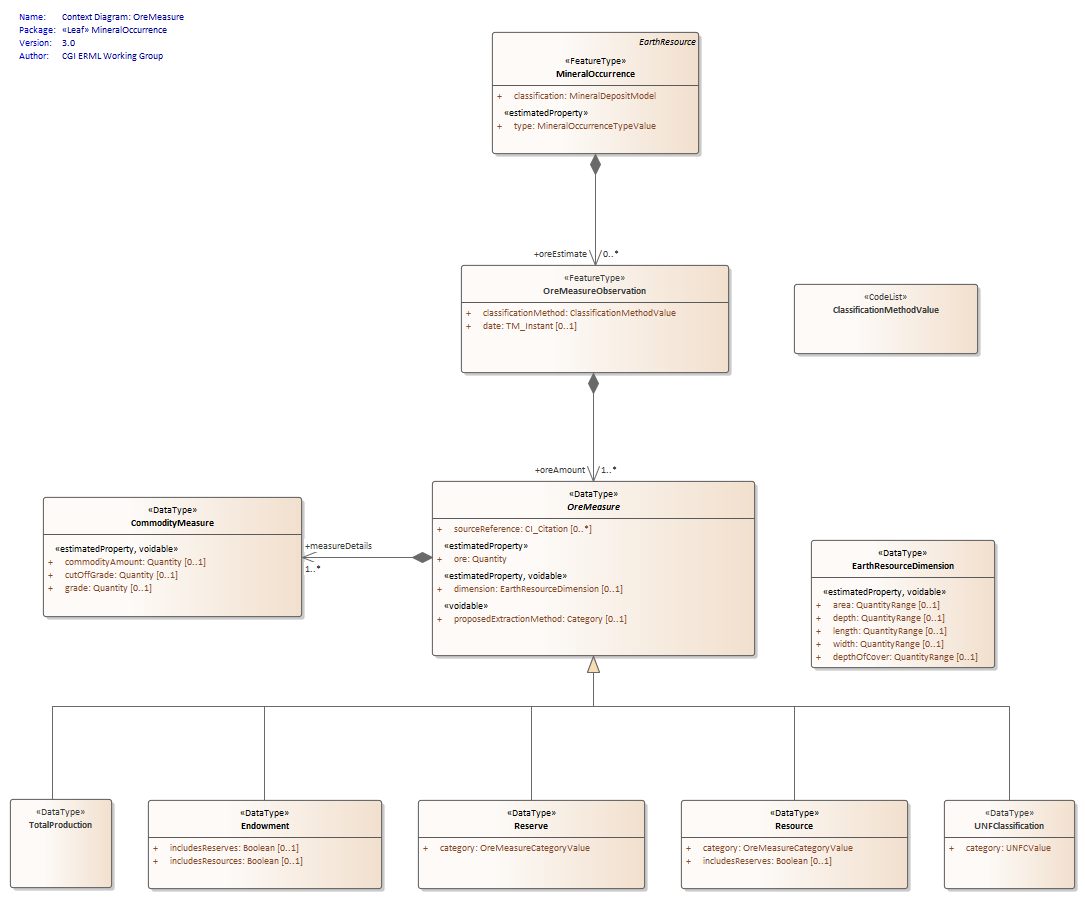 Name: Context Diagram: OreMeasure
Package: «Leaf» MineralOccurrence
Version: 3.0
Author: CGI ERML Working Group
EarthResource
«FeatureType»
MineralOccurrence
+ classification: MineralDepositModel
«estimatedProperty»
+ type: MineralOccurrenceTypeValue
+oreEstimate 0..*
«FeatureType»
OreMeasureObservation
+ classificationMethod: ClassificationMethodValue
+ date: TM_Instant [0..1]
«CodeList»
ClassificationMethodValue
+oreAmount 1..*
«DataType»
OreMeasure
+ sourceReference: CI_Citation [0..*]
«estimatedProperty»
+ ore: Quantity
«estimatedProperty, voidable»
+ dimension: EarthResourceDimension [0..1]
«voidable»
+ proposedExtractionMethod: Category [0..1]
+measureDetails
1..*
«DataType»
CommodityMeasure
«estimatedProperty, voidable»
+ commodityAmount: Quantity [0..1]
+ cutOffGrade: Quantity [0..1]
+ grade: Quantity [0..1]
«DataType»
EarthResourceDimension
«estimatedProperty, voidable»
+ area: QuantityRange [0..1]
+ depth: QuantityRange [0..1]
+ length: QuantityRange [0..1]
+ width: QuantityRange [0..1]
+ depthOfCover: QuantityRange [0..1]
«DataType»
TotalProduction
«DataType»
Endowment
+ includesReserves: Boolean [0..1]
+ includesResources: Boolean [0..1]
«DataType»
Reserve
+ category: OreMeasureCategoryValue
«DataType»
Resource
+ category: OreMeasureCategoryValue
+ includesReserves: Boolean [0..1]
«DataType»
UNFClassification
+ category: UNFCValue